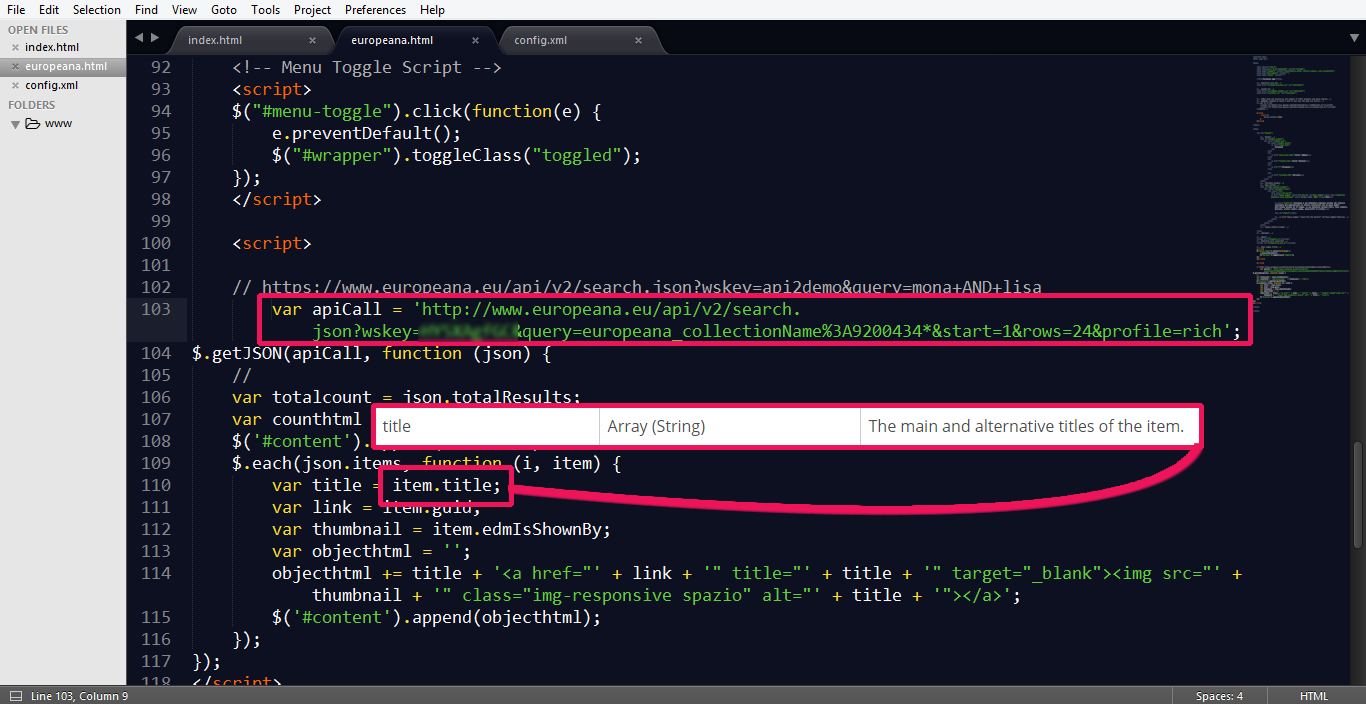 File Edit Selection Find View Goto Tools Project Preferences Help
OPEN FILES
index.html
europeana.html
config.xml
FOLDERS
www
index.html europeana.html config.xml
92 <!-- Menu Toggle Script -->
93 <script>
94 $("#menu-toggle").click(function(e) {
95 e.preventDefault();
96 $("#wrapper").toggleClass("toggled");
97 });
98 </script>
99
100 <script>
101
102 // https://www.europeana.eu/api/v2/search.json?wskey=api2demo&query=mona+AND+lisa
103 var apiCall = 'http://www.europeana.eu/api/v2/search.
json?wskey= &query=europeana_collectionName%3A9200434*&start=1&rows=24&profile=rich';
104 $.getJSON(apiCall, function (json) {
105 //
106 var totalcount = json.totalResults;
107 var counthtml
title Array (String) The main and alternative titles of the item.
108 $('#content').
109 $.each(json.items, function (i, item) {
110 var title = item.title;
111 var link = item.guid;
112 var thumbnail = item.edmIsShownBy;
113 var objecthtml = '';
114 objecthtml += title + '<a href="' + link + '" title="' + title + '" target="_blank"><img src="' +
thumbnail + '" class="img-responsive spazio" alt="' + title + '"></a>';
115 $('#content').append(objecthtml);
116 });
117 });
118 </script>
Line 103, Column 9 Spaces: 4 HTML